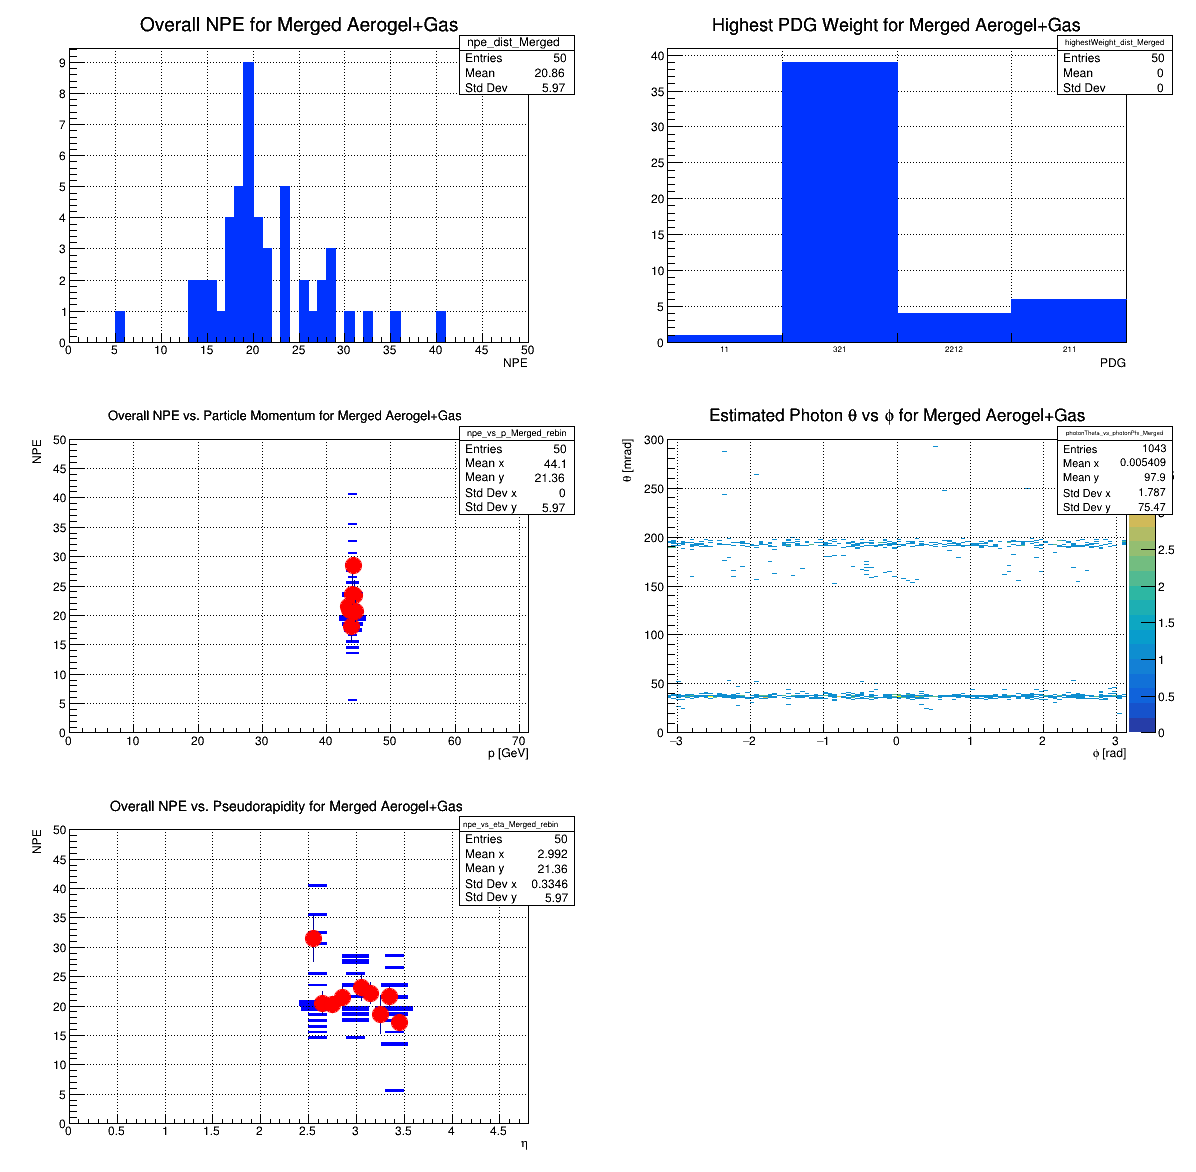 Overall NPE for Merged Aerogel+Gas
npe_dist_Merged
Entries 50
Mean 20.86
Std Dev 5.97
9
8
7
6
5
4
3
2
1
0
0 5 10 15 20 25 30 35 40 45 50
NPE
Highest PDG Weight for Merged Aerogel+Gas
highestWeight_dist_Merged
Entries 50
Mean 0
Std Dev 0
40
35
30
25
20
15
10
5
0
11 321 2212 211
PDG
Overall NPE vs. Particle Momentum for Merged Aerogel+Gas
npe_vs_p_Merged_rebin
Entries 50
Mean x 44.1
Mean y 21.36
Std Dev x 0
Std Dev y 5.97
NPE
50
45
40
35
30
25
20
15
10
5
0
0 10 20 30 40 50 60 70
p [GeV]
Estimated Photon θ vs ϕ for Merged Aerogel+Gas
photonTheta_vs_photonPhi_Merged
Entries 1043
Mean x 0.005409
Mean y 97.9
Std Dev x 1.787
Std Dev y 75.47
θ [mrad]
300
250
200
150
100
50
0
−3 −2 −1 0 1 2 3
ϕ [rad]
2.5
2
1.5
1
0.5
0
Overall NPE vs. Pseudorapidity for Merged Aerogel+Gas
npe_vs_eta_Merged_rebin
Entries 50
Mean x 2.992
Mean y 21.36
Std Dev x 0.3346
Std Dev y 5.97
NPE
50
45
40
35
30
25
20
15
10
5
0
0 0.5 1 1.5 2 2.5 3 3.5 4 4.5
η